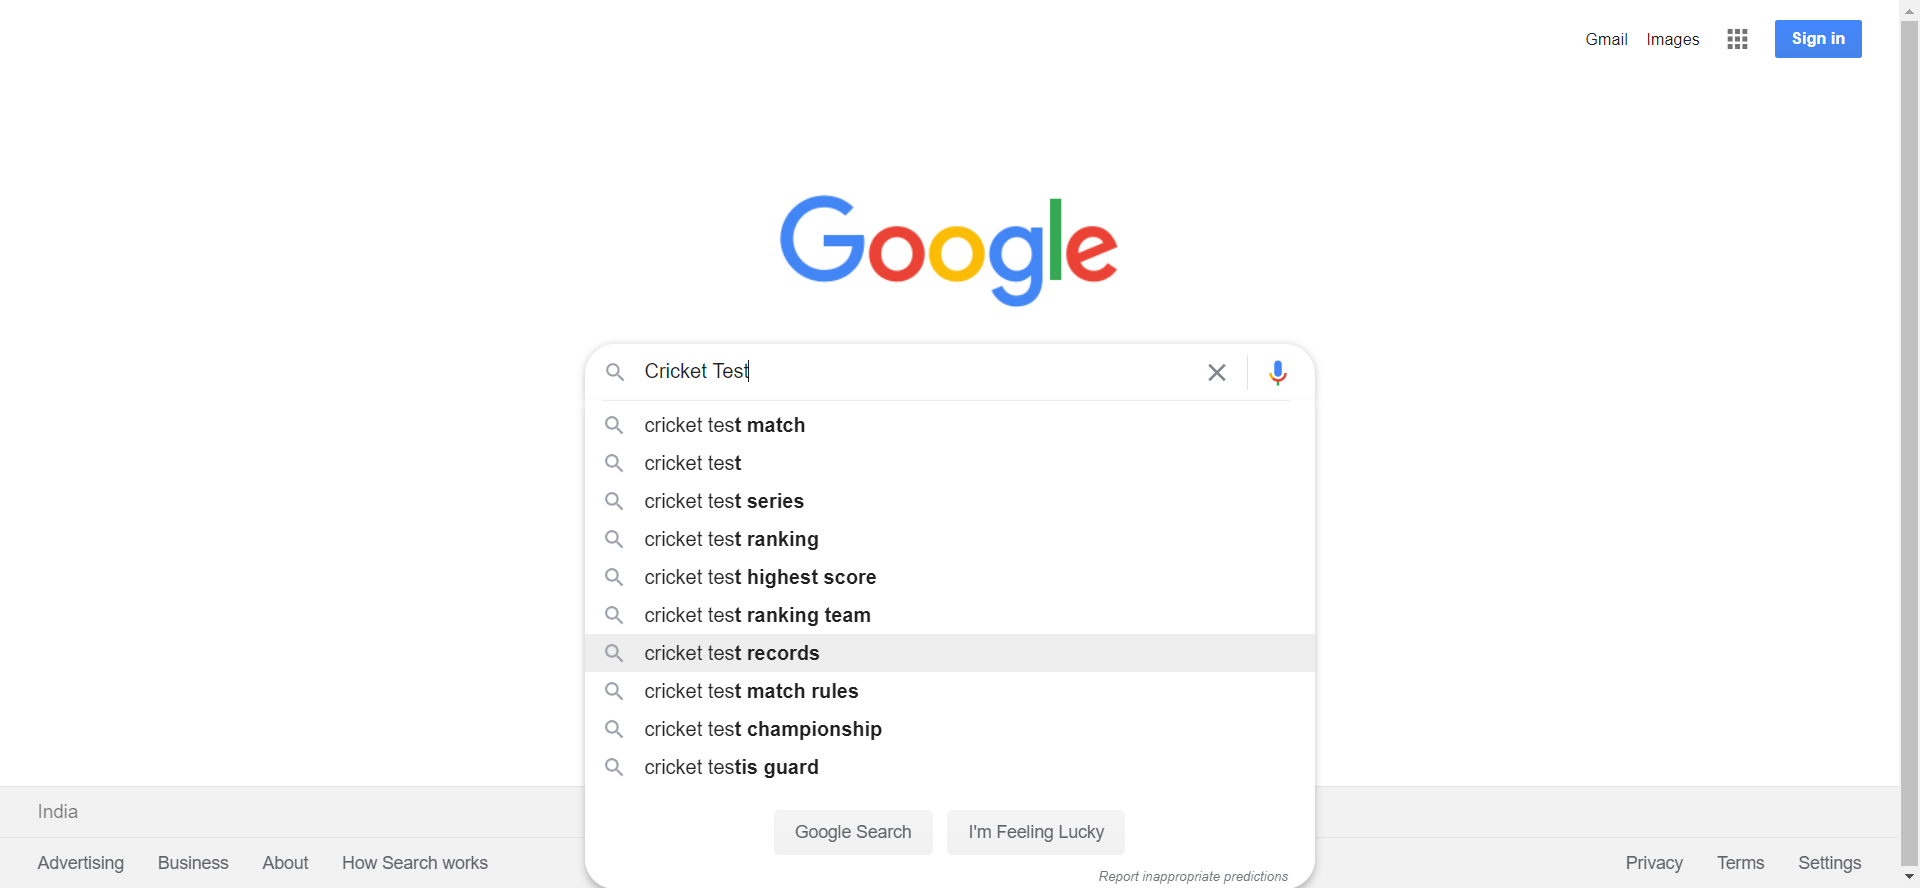 Gmail Images Sign in
Google
Cricket Test
cricket test match
cricket test
cricket test series
cricket test ranking
cricket test highest score
cricket test ranking team
cricket test records
cricket test match rules
cricket test championship
cricket testis guard
Google Search I'm Feeling Lucky
Report inappropriate predictions
India
Advertising Business About How Search works Privacy Terms Settings